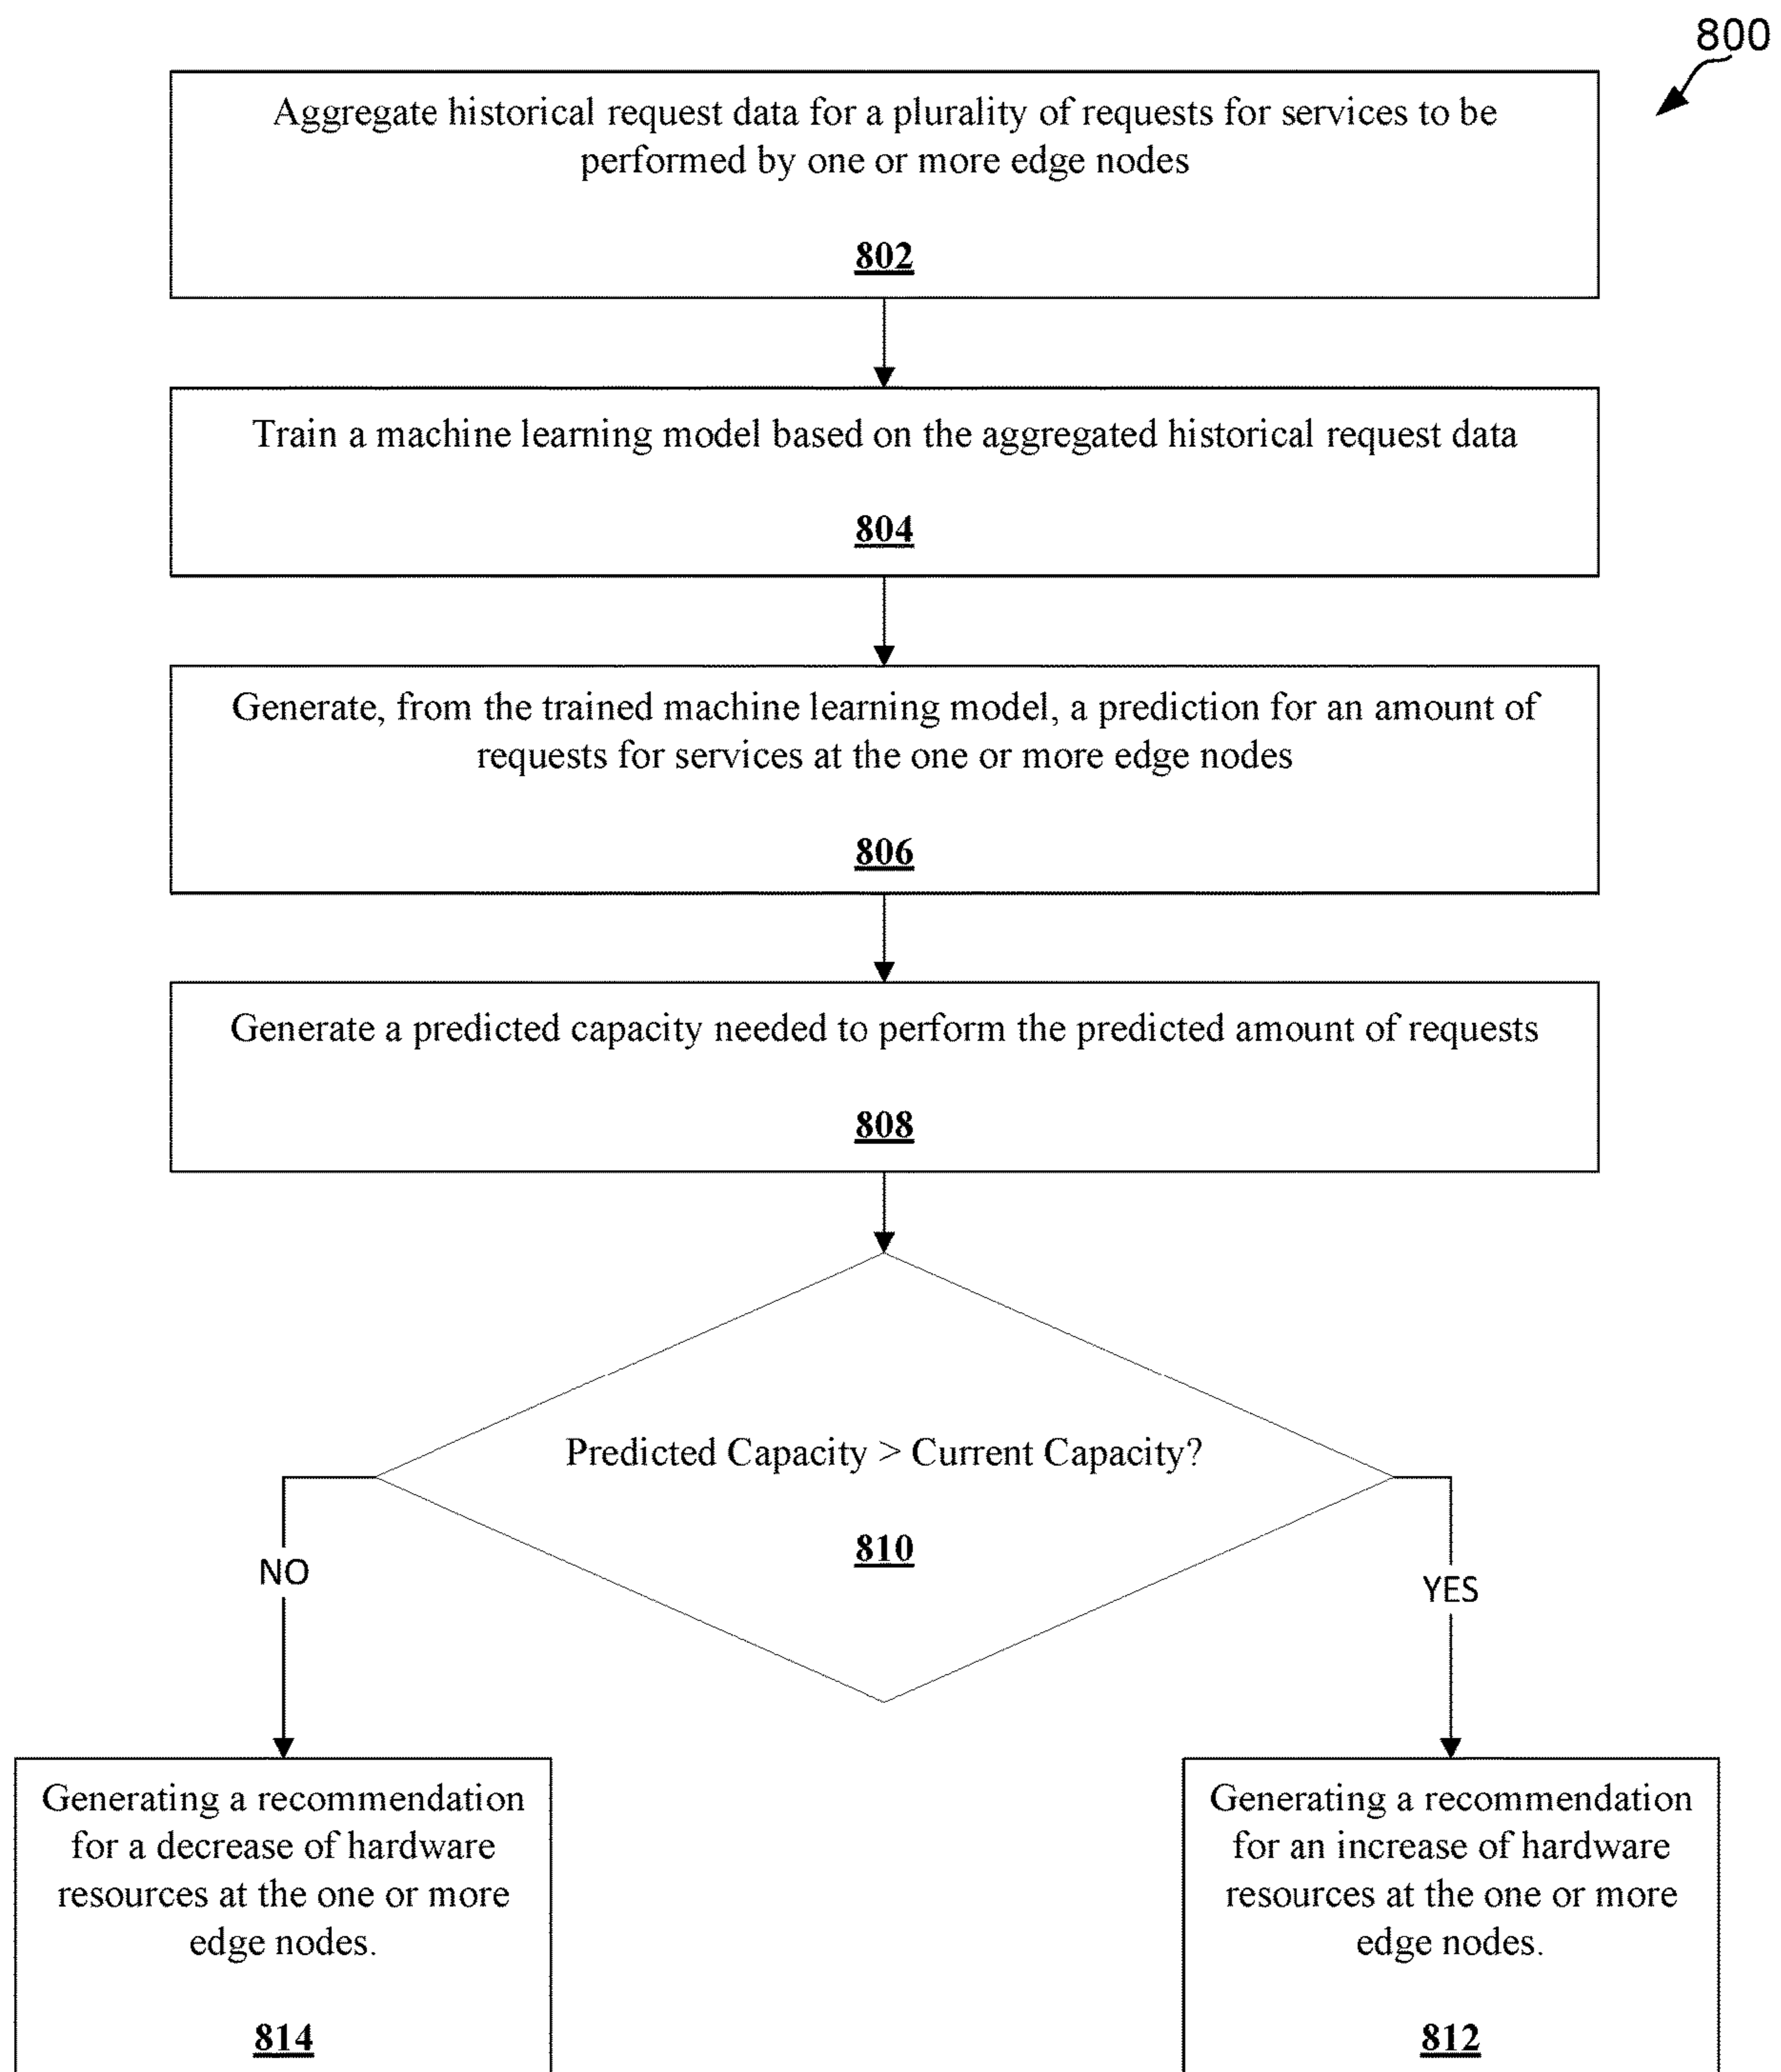 800
Aggregate historical request data for a plurality of requests for services to be
performed by one or more edge nodes
802
Train a machine learning model based on the aggregated historical request data
804
Generate, from the trained machine learning model, a prediction for an amount of
requests for services at the one or more edge nodes
806
Generate a predicted capacity needed to perform the predicted amount of requests
808
Predicted Capacity > Current Capacity?
810
NO
YES
Generating a recommendation
for a decrease of hardware
resources at the one or more
edge nodes.
814
Generating a recommendation
for an increase of hardware
resources at the one or more
edge nodes.
812